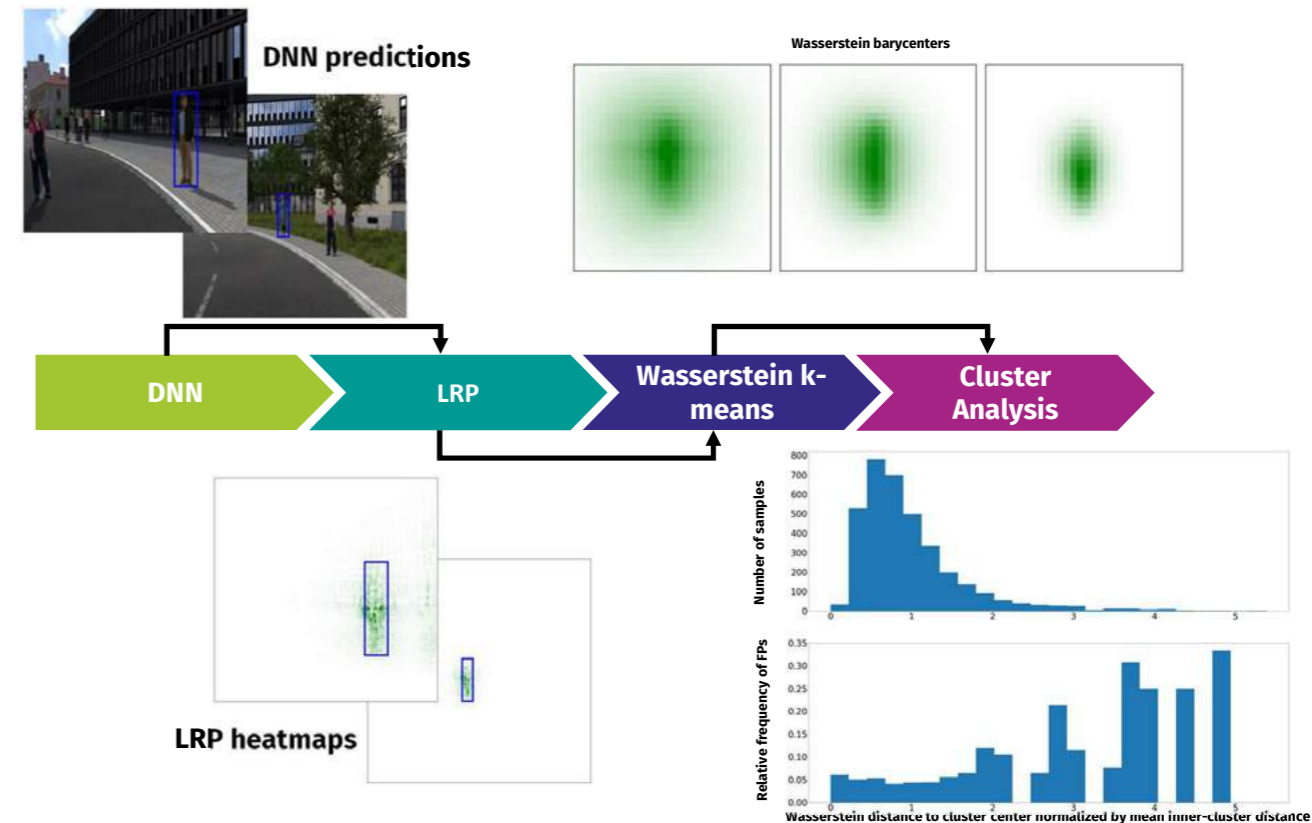 DNN predictions
Wasserstein barycenters
DNN
LRP
Wasserstein k-
means
Cluster
Analysis
LRP heatmaps
Number of samples
800
700
600
500
400
300
200
100
0
0 1 2 3 4 5
Relative frequency of FPs
0.35
0.30
0.25
0.20
0.15
0.10
0.05
0.00
0 1 2 3 4 5
Wasserstein distance to cluster center normalized by mean inner-cluster distance